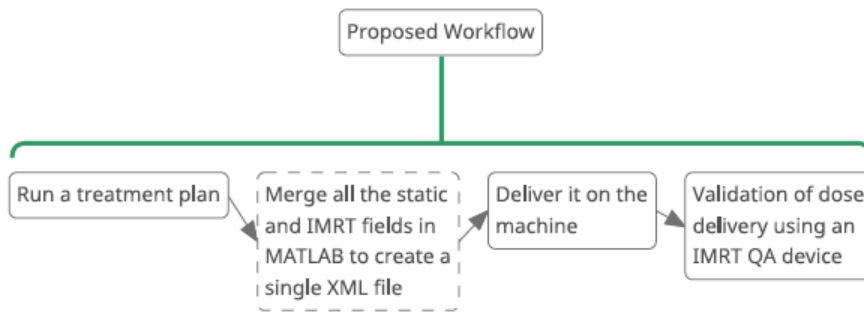 Proposed Workflow
Run a treatment plan
Merge all the static
and IMRT fields in
MATLAB to create a
single XML file
Deliver it on the
machine
Validation of dose
delivery using an
IMRT QA device